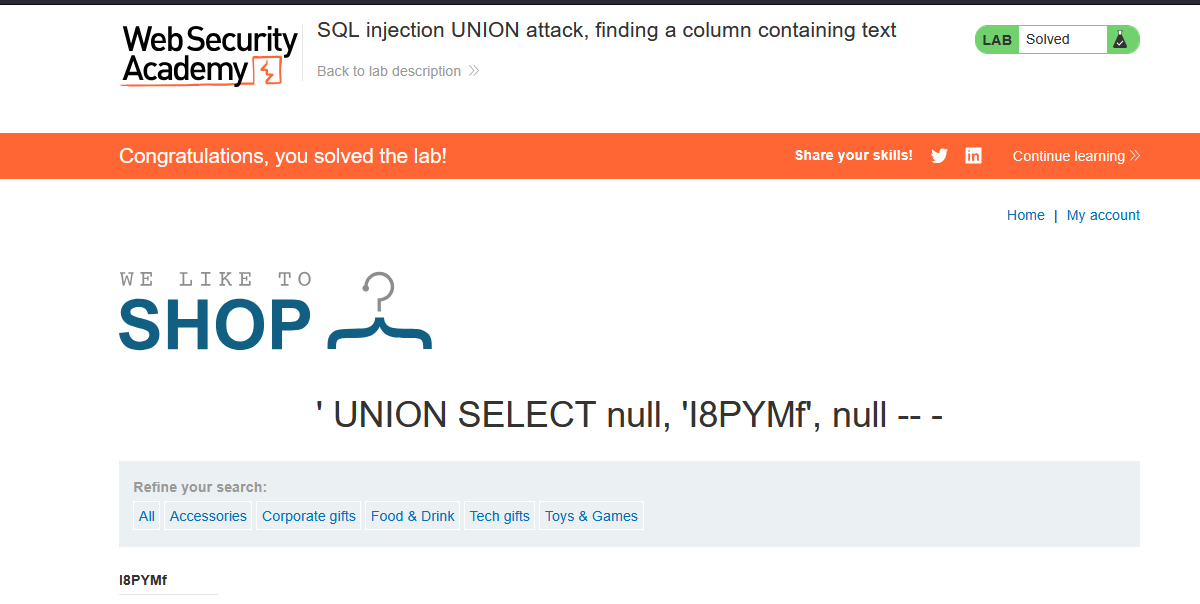 Web Security
Academy
SQL injection UNION attack, finding a column containing text
Back to lab description
LAB Solved
Congratulations, you solved the lab!
Share your skills!
in
Continue learning
Home | My account
WE LIKE TO
SHOP
' UNION SELECT null, 'I8PYMf', null -- -
Refine your search:
All Accessories Corporate gifts Food & Drink Tech gifts Toys & Games
I8PYMf